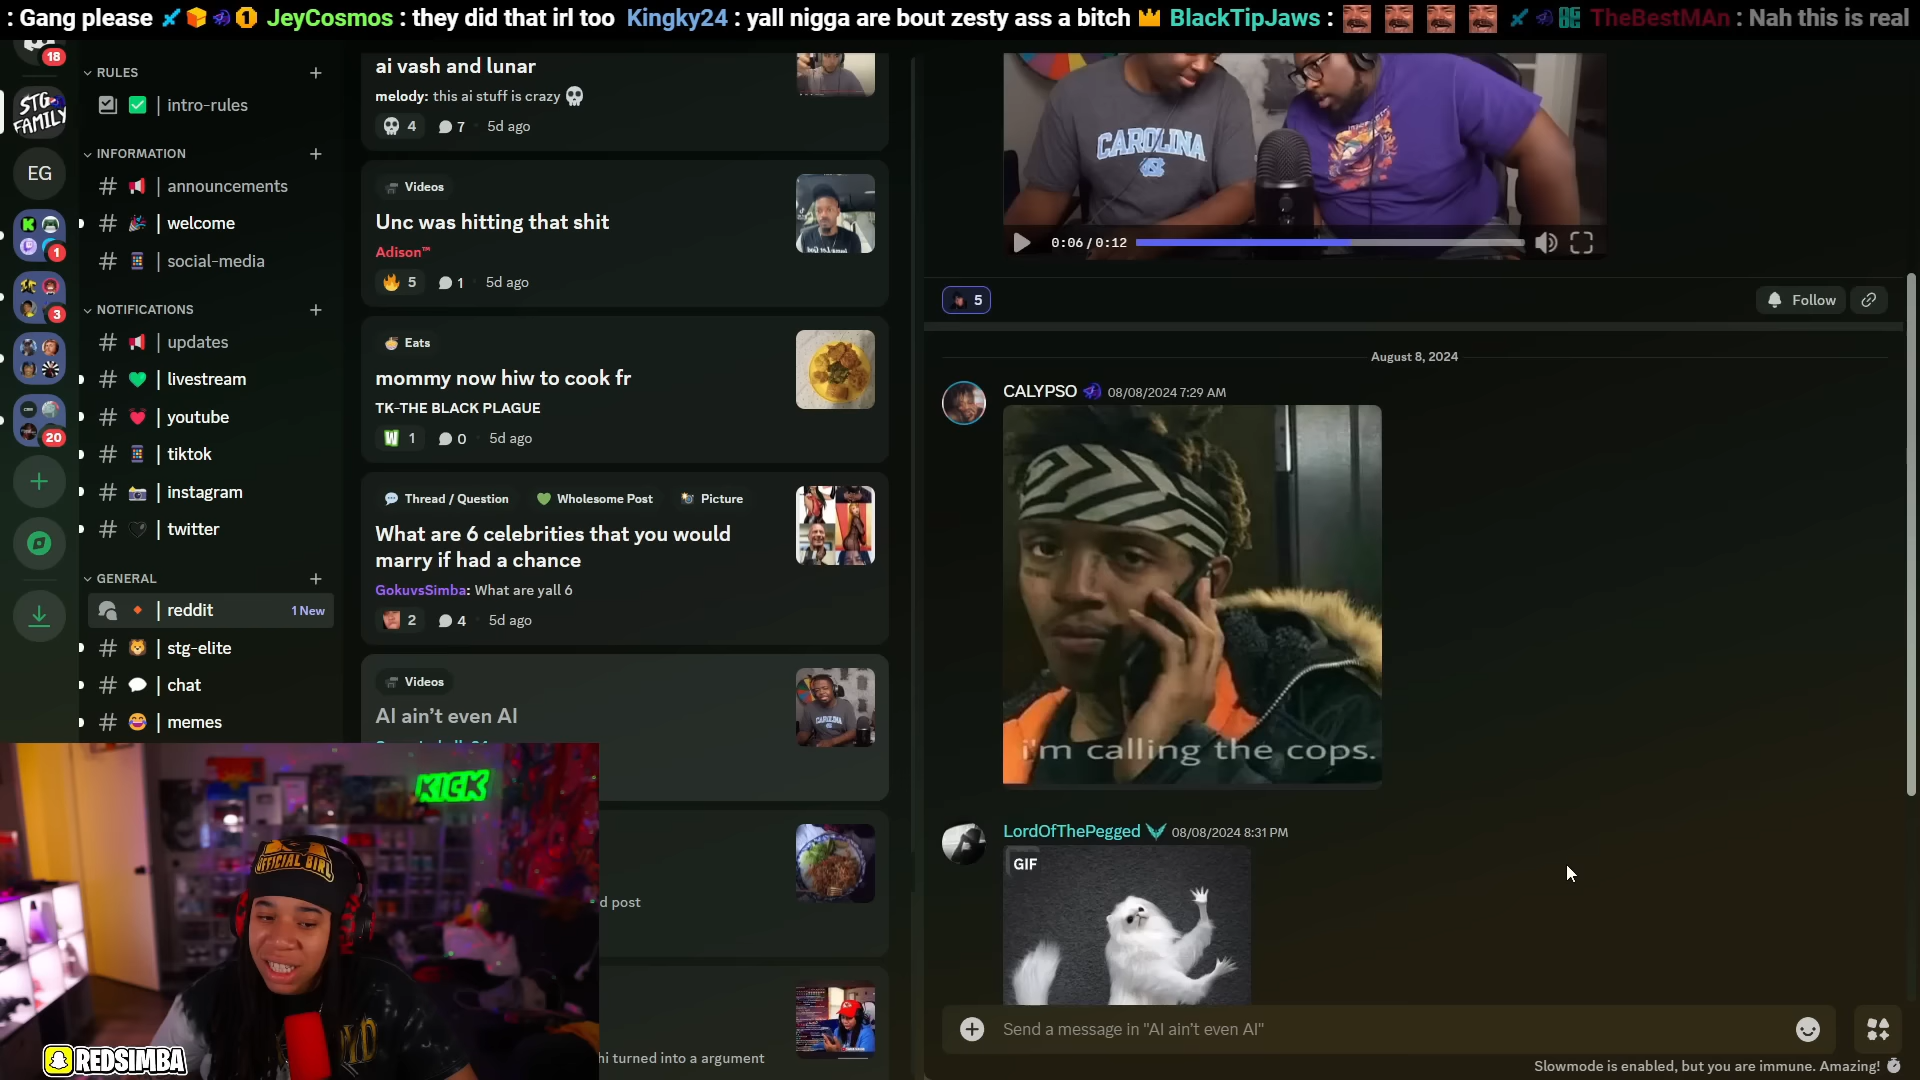 : Gang please JeyCosmos : they did that irl too Kingky24 : yall nigga are bout zesty ass a bitch BlackTipJaws : TheBestMAn : Nah this is real
18
STG FAMILY
EG
1
3
20
RULES
intro-rules
INFORMATION
announcements
welcome
social-media
NOTIFICATIONS
updates
livestream
youtube
tiktok
instagram
twitter
GENERAL
reddit 1 New
stg-elite
chat
memes
ai vash and lunar
melody: this ai stuff is crazy
4 7 5d ago
Videos
Unc was hitting that shit
Adison™
5 1 5d ago
Eats
mommy now hiw to cook fr
TK-THE BLACK PLAGUE
1 0 5d ago
Thread / Question Wholesome Post Picture
What are 6 celebrities that you would
marry if had a chance
GokuvsSimba: What are yall 6
2 4 5d ago
Videos
AI ain't even AI
d post
hi turned into a argument
CAROLINA
0:06 / 0:12
5 Follow
August 8, 2024
CALYPSO 08/08/2024 7:29 AM
i'm calling the cops.
LordOfThePegged 08/08/2024 8:31 PM
GIF
Send a message in "AI ain't even AI"
Slowmode is enabled, but you are immune. Amazing!
KICK
OFFICIAL GIRL
REDSIMBA